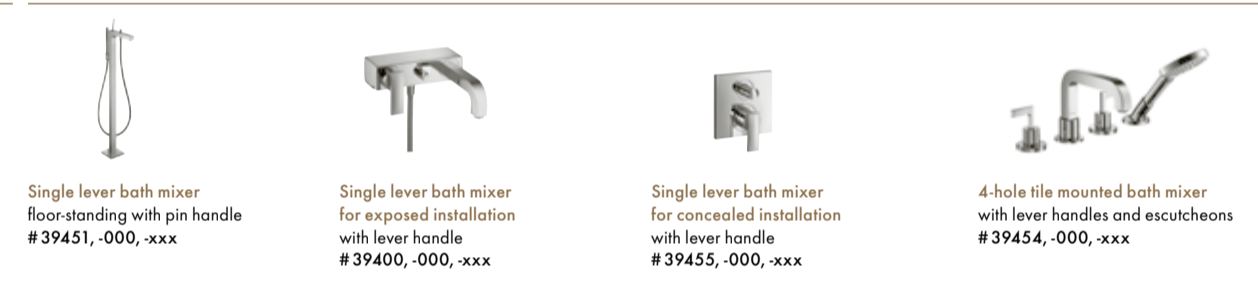 Single lever bath mixer
floor-standing with pin handle
# 39451, -000, -xxx
Single lever bath mixer
for exposed installation
with lever handle
# 39400, -000, -xxx
Single lever bath mixer
for concealed installation
with lever handle
# 39455, -000, -xxx
4-hole tile mounted bath mixer
with lever handles and escutcheons
# 39454, -000, -xxx